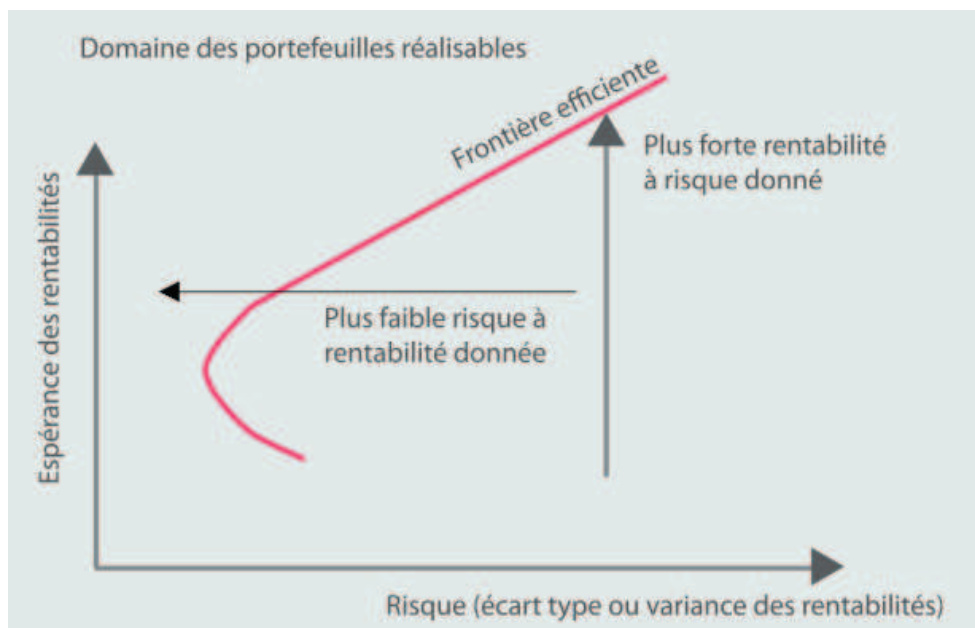 Domaine des portefeuilles réalisables
Frontière efficiente
Plus forte rentabilité
à risque donné
Espérance des rentabilités
Plus faible risque à
rentabilité donnée
Risque (écart type ou variance des rentabilités)